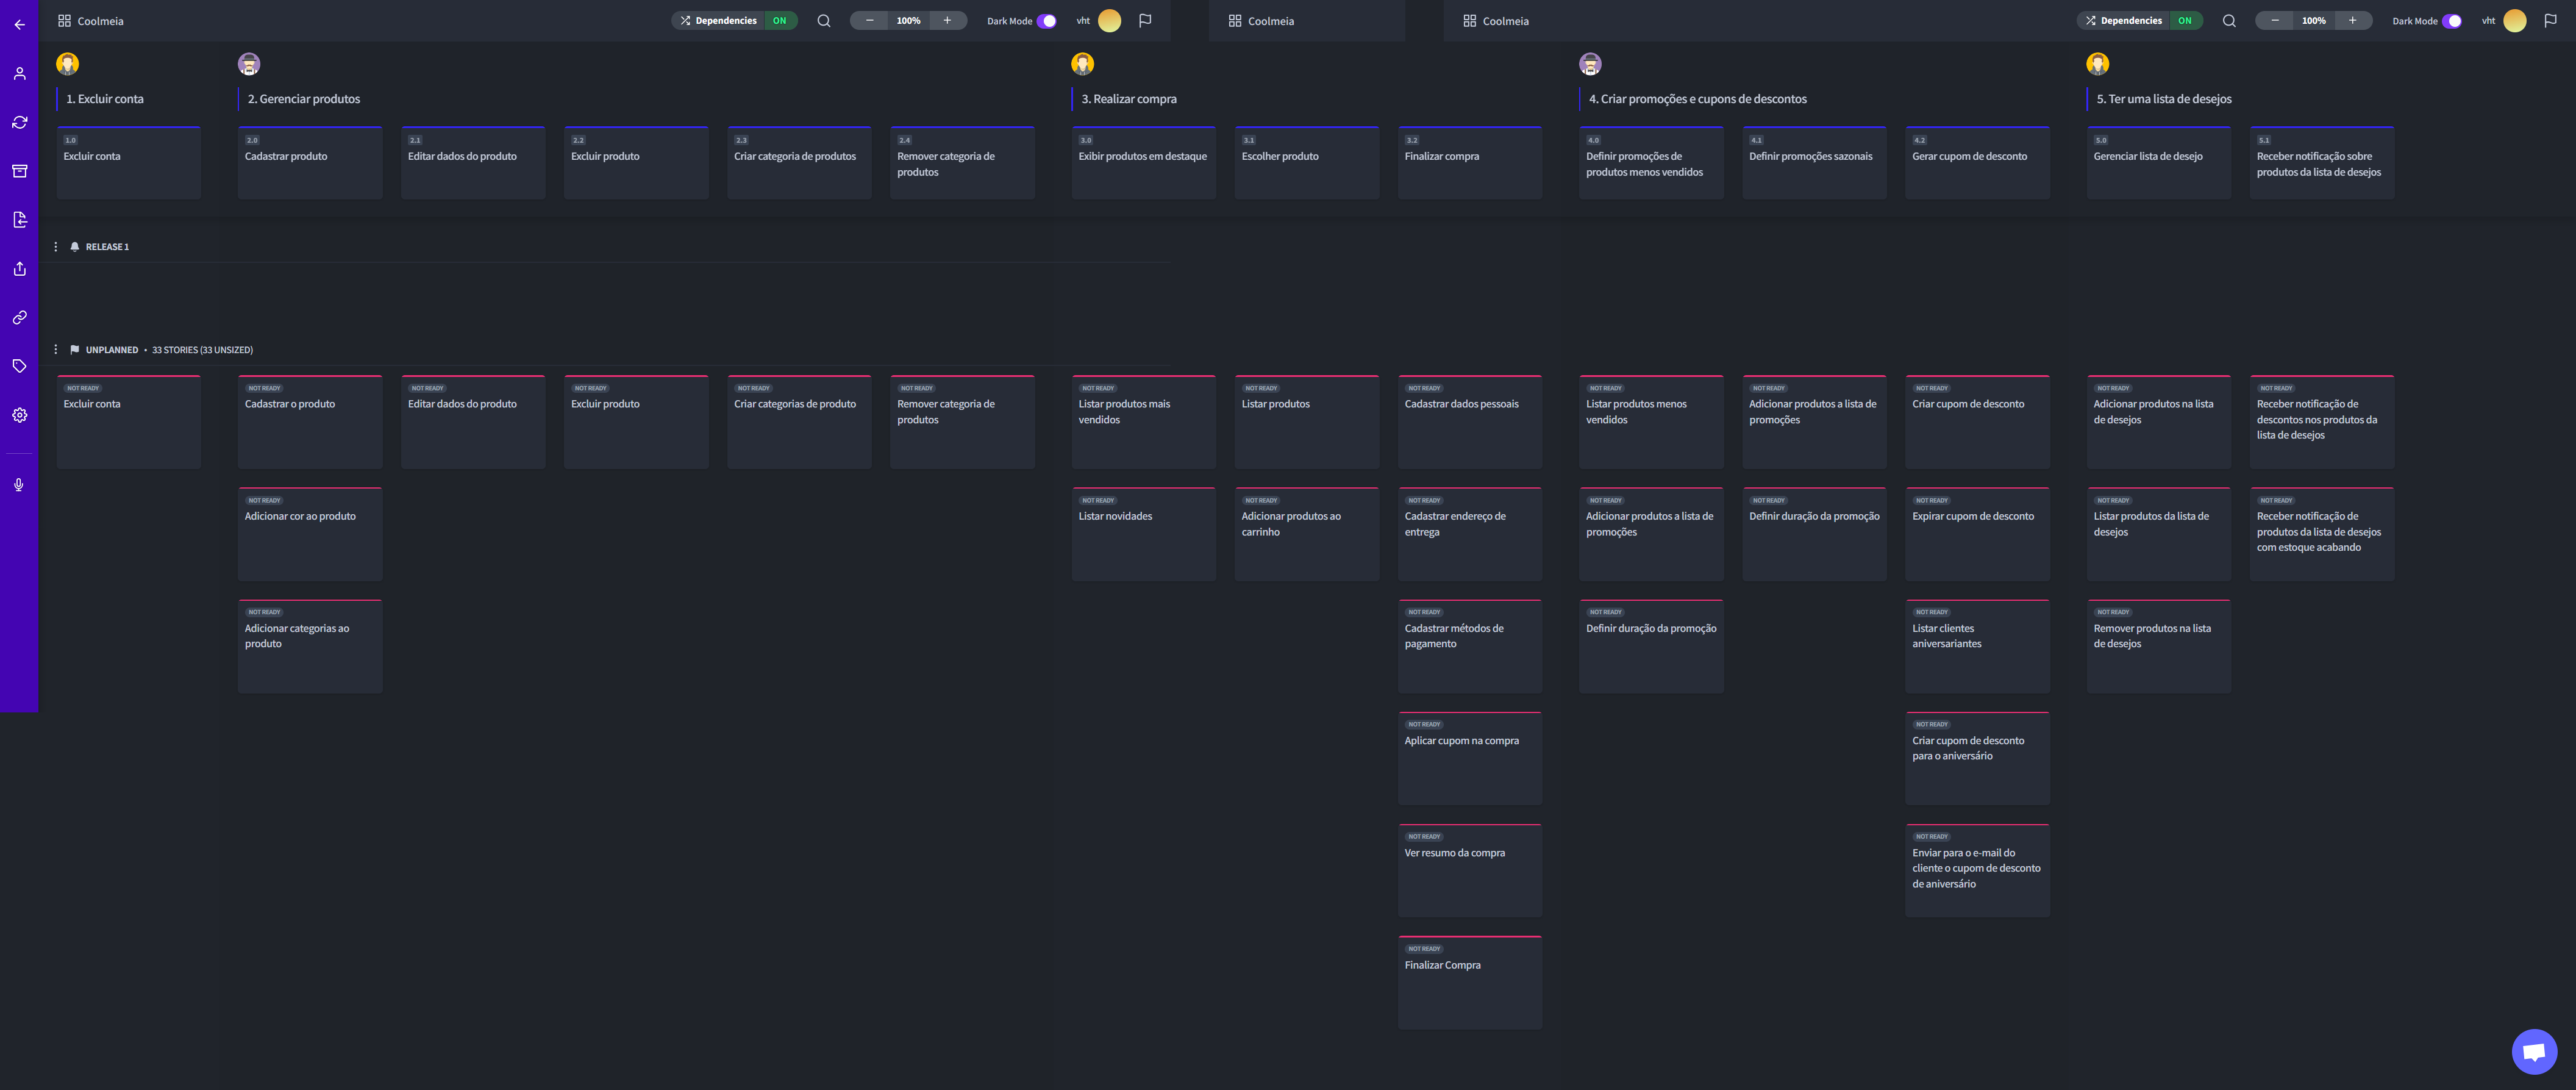 Coolmeia
Dependencies ON
100%
Dark Mode
vht
Coolmeia
Coolmeia
Dependencies ON
100%
Dark Mode
vht
1. Excluir conta
2. Gerenciar produtos
3. Realizar compra
4. Criar promoções e cupons de descontos
5. Ter uma lista de desejos
1.0
Excluir conta
2.0
Cadastrar produto
2.1
Editar dados do produto
2.2
Excluir produto
2.3
Criar categoria de produtos
2.4
Remover categoria de
produtos
3.0
Exibir produtos em destaque
3.1
Escolher produto
3.2
Finalizar compra
4.0
Definir promoções de
produtos menos vendidos
4.1
Definir promoções sazonais
4.2
Gerar cupom de desconto
5.0
Gerenciar lista de desejo
5.1
Receber notificação sobre
produtos da lista de desejos
RELEASE 1
UNPLANNED • 33 STORIES (33 UNSIZED)
NOT READY
Excluir conta
NOT READY
Cadastrar o produto
NOT READY
Editar dados do produto
NOT READY
Excluir produto
NOT READY
Criar categorias de produto
NOT READY
Remover categoria de
produtos
NOT READY
Listar produtos mais
vendidos
NOT READY
Listar produtos
NOT READY
Cadastrar dados pessoais
NOT READY
Listar produtos menos
vendidos
NOT READY
Adicionar produtos a lista de
promoções
NOT READY
Criar cupom de desconto
NOT READY
Adicionar produtos na lista
de desejos
NOT READY
Receber notificação de
descontos nos produtos da
lista de desejos
NOT READY
Adicionar cor ao produto
NOT READY
Listar novidades
NOT READY
Adicionar produtos ao
carrinho
NOT READY
Cadastrar endereço de
entrega
NOT READY
Adicionar produtos a lista de
promoções
NOT READY
Definir duração da promoção
NOT READY
Expirar cupom de desconto
NOT READY
Listar produtos da lista de
desejos
NOT READY
Receber notificação de
produtos da lista de desejos
com estoque acabando
NOT READY
Adicionar categorias ao
produto
NOT READY
Cadastrar métodos de
pagamento
NOT READY
Definir duração da promoção
NOT READY
Listar clientes
aniversariantes
NOT READY
Remover produtos na lista
de desejos
NOT READY
Aplicar cupom na compra
NOT READY
Criar cupom de desconto
para o aniversário
NOT READY
Ver resumo da compra
NOT READY
Enviar para o e-mail do
cliente o cupom de desconto
de aniversário
NOT READY
Finalizar Compra